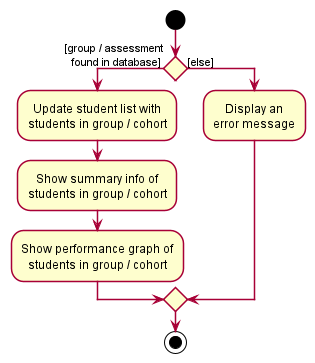 [group / assessment
found in database]
[else]
Update student list with
students in group / cohort
Display an
error message
Show summary info of
students in group / cohort
Show performance graph of
students in group / cohort